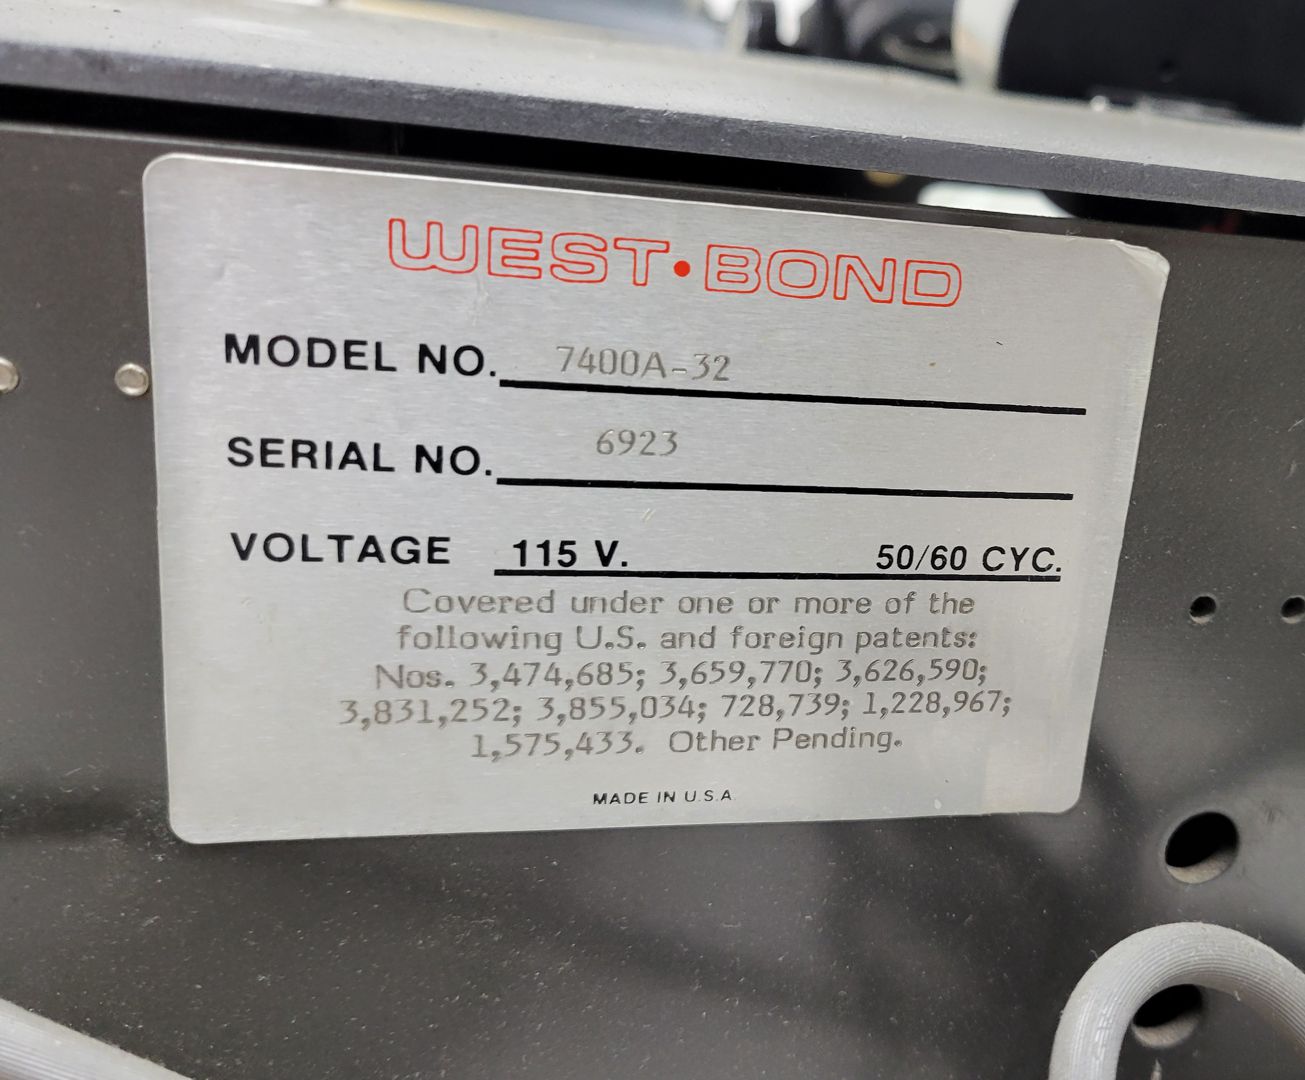 WEST•BOND
MODEL NO. 7400A-32
SERIAL NO. 6923
VOLTAGE 115 V. 50/60 CYC.
Covered under one or more of the
following U.S. and foreign patents:
Nos. 3,474,685; 3,659,770; 3,626,590;
3,831,252; 3,855,034; 728,739; 1,228,967;
1,575,433. Other Pending.
MADE IN U.S.A